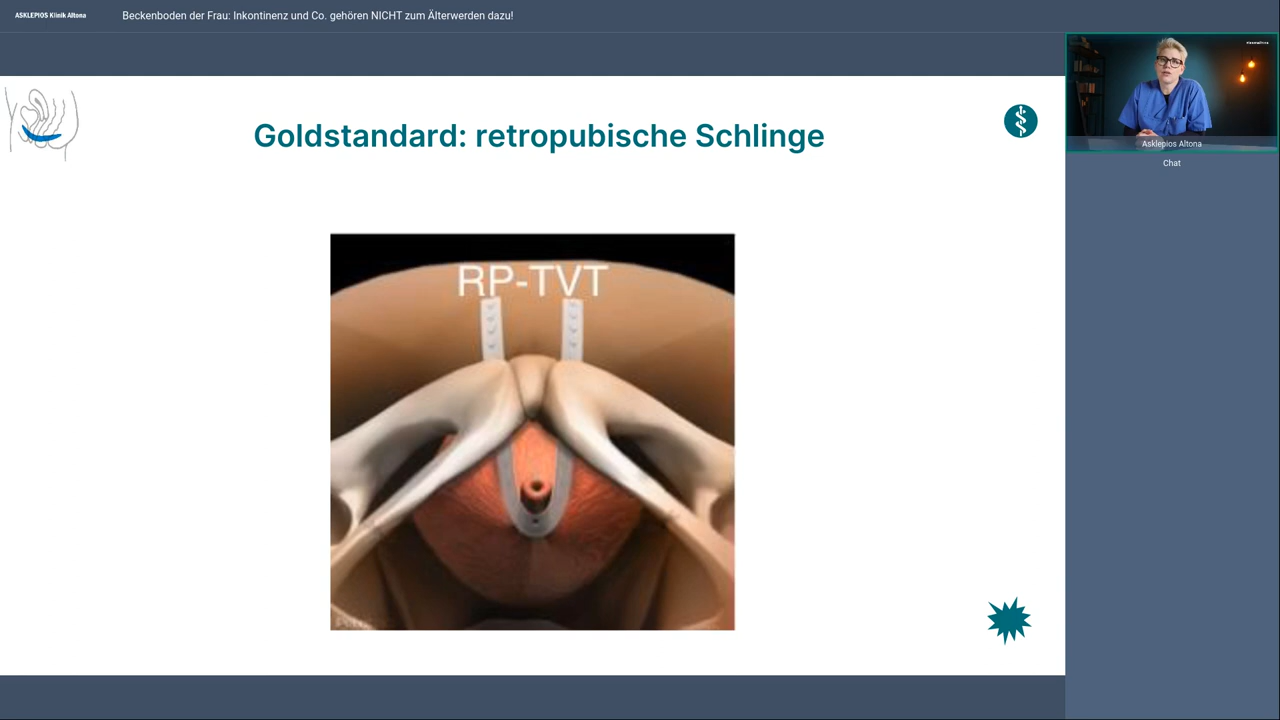 ASKLEPIOS Klinik Altona
Beckenboden der Frau: Inkontinenz und Co. gehören NICHT zum Älterwerden dazu!
Goldstandard: retropubische Schlinge
RP-TVT
Asklepios Altona
Chat